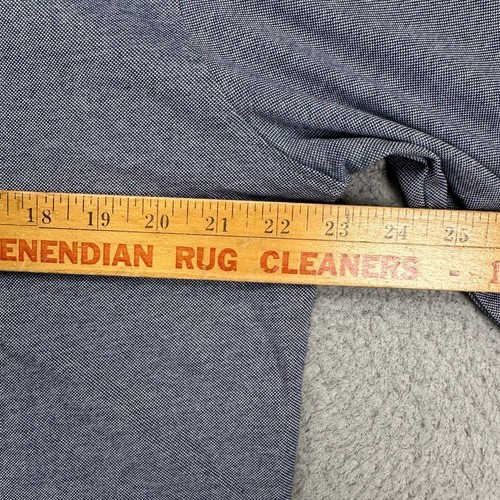 18 19 20 21 22 23 24 25
ENENDIAN RUG CLEANERS -